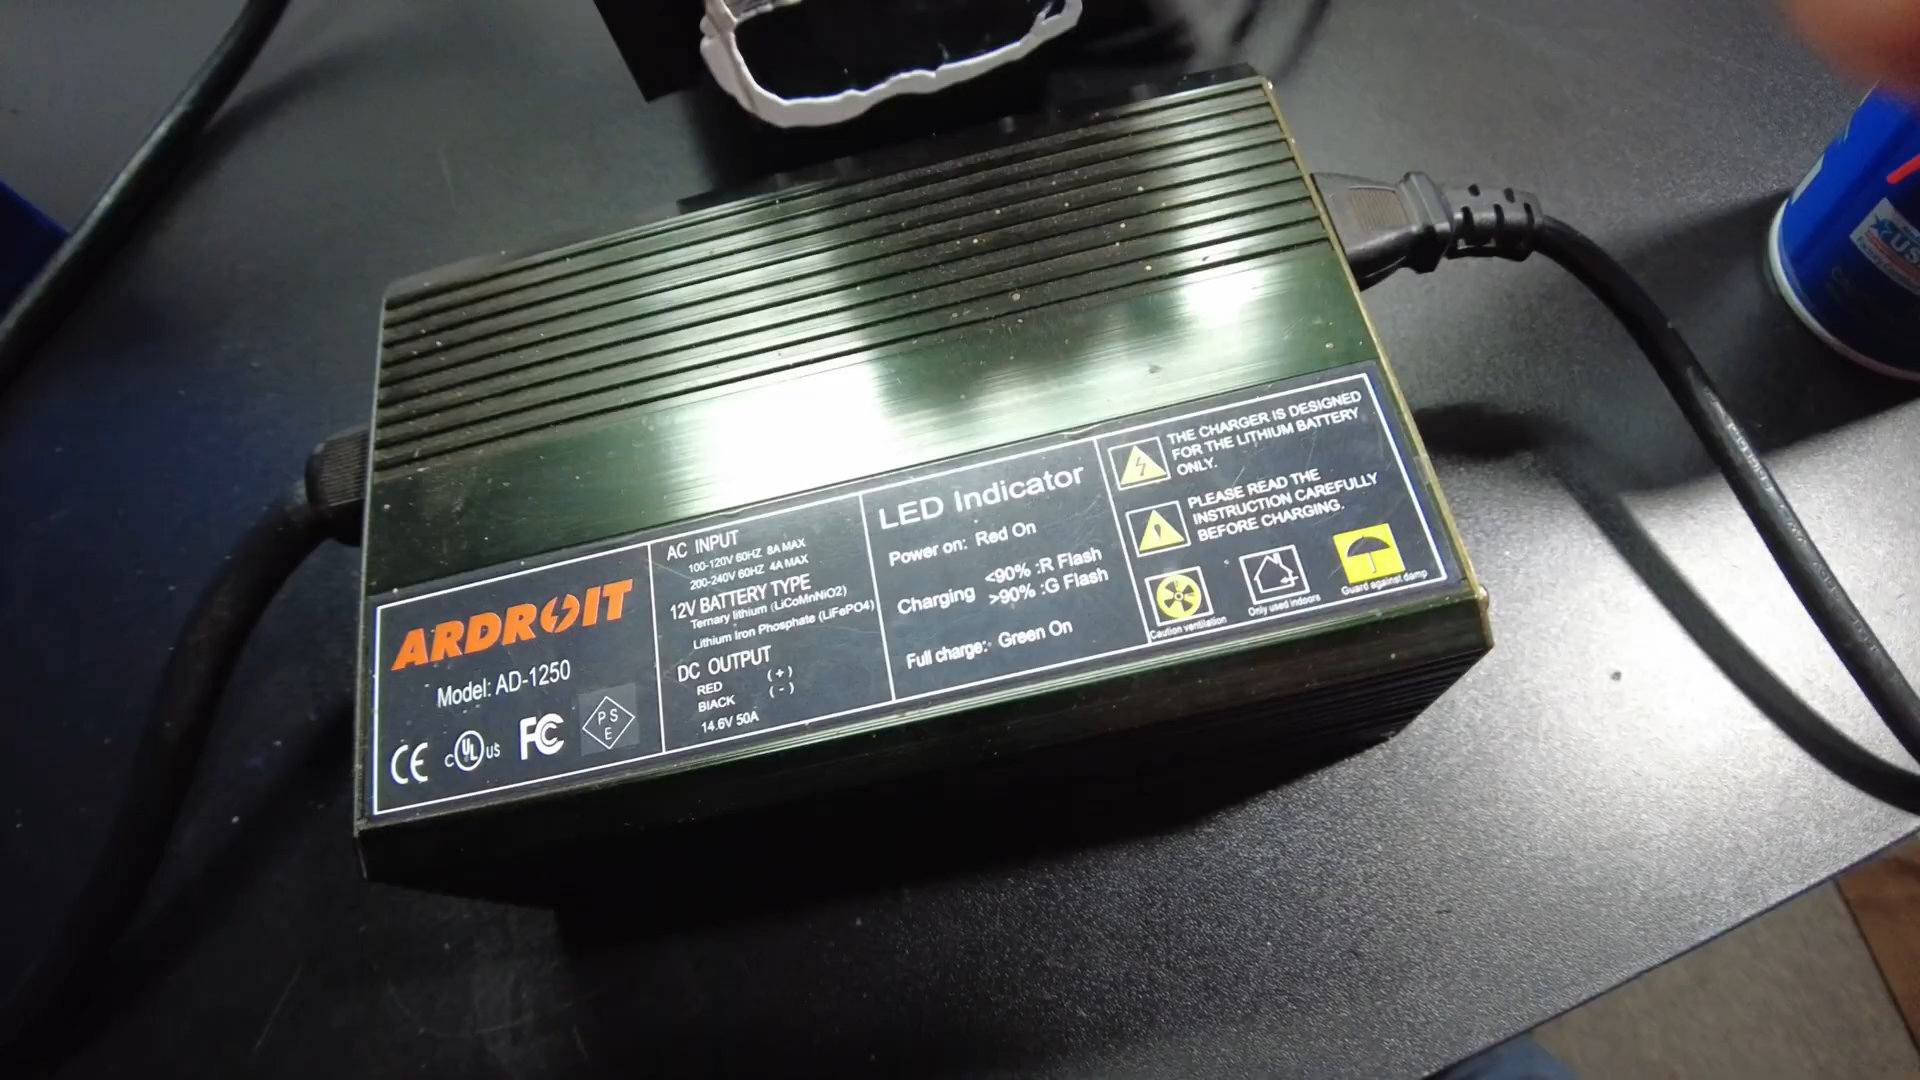 ARDROIT
Model: AD-1250
CE
c UL us
FC
PS
E
AC INPUT
100-120V 60HZ 8A MAX
200-240V 60HZ 4A MAX
12V BATTERY TYPE
Ternary lithium (LiCoMnNiO2)
Lithium Iron Phosphate (LiFePO4)
DC OUTPUT
RED (+)
BIACK (-)
14.6V 50A
LED Indicator
Power on: Red On
Charging <90% :R Flash
>90% :G Flash
Full charge: Green On
THE CHARGER IS DESIGNED
FOR THE LITHIUM BATTERY
ONLY.
PLEASE READ THE
INSTRUCTION CAREFULLY
BEFORE CHARGING.
Caution ventilation
Only used indoors
Guard against damp
US